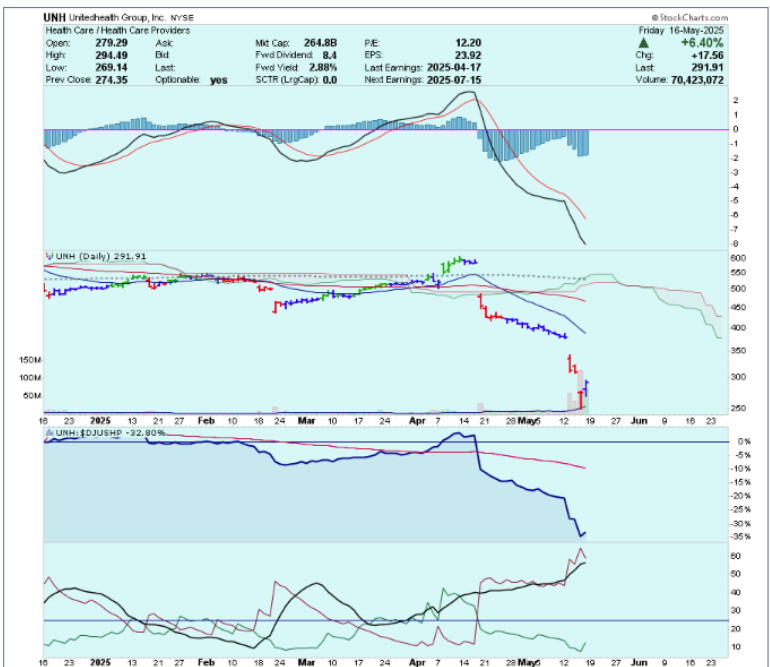 UNH Unitedhealth Group, Inc. NYSE © StockCharts.com
Health Care / Health Care Providers Friday 16-May-2025
Open: 279.29 Ask: Mkt Cap: 264.8B P/E: 12.20 +6.40%
High: 294.49 Bid: Fwd Dividend: 8.4 EPS: 23.92 Chg: +17.56
Low: 269.14 Last: Fwd Yield: 2.88% Last Earnings: 2025-04-17 Last: 291.91
Prev Close: 274.35 Optionable: yes SCTR (LrgCap): 0.0 Next Earnings: 2025-07-15 Volume: 70,423,072
2
1
0
-1
-2
-3
-4
-5
-6
-7
-8
UNH (Daily) 291.91
600
550
500
450
400
350
300
250
150M
100M
50M
16 23 2025 13 21 27 Feb 10 18 24 Mar 10 17 24 Apr 7 14 21 28 May5 12 19 27 Jun 9 16 23
UNH:$DJUSHP -32.80%
0%
-5%
-10%
-15%
-20%
-25%
-30%
-35%
60
50
40
30
20
10
16 23 2025 13 21 27 Feb 10 18 24 Mar 10 17 24 Apr 7 14 21 28 May5 12 19 27 Jun 9 16 23